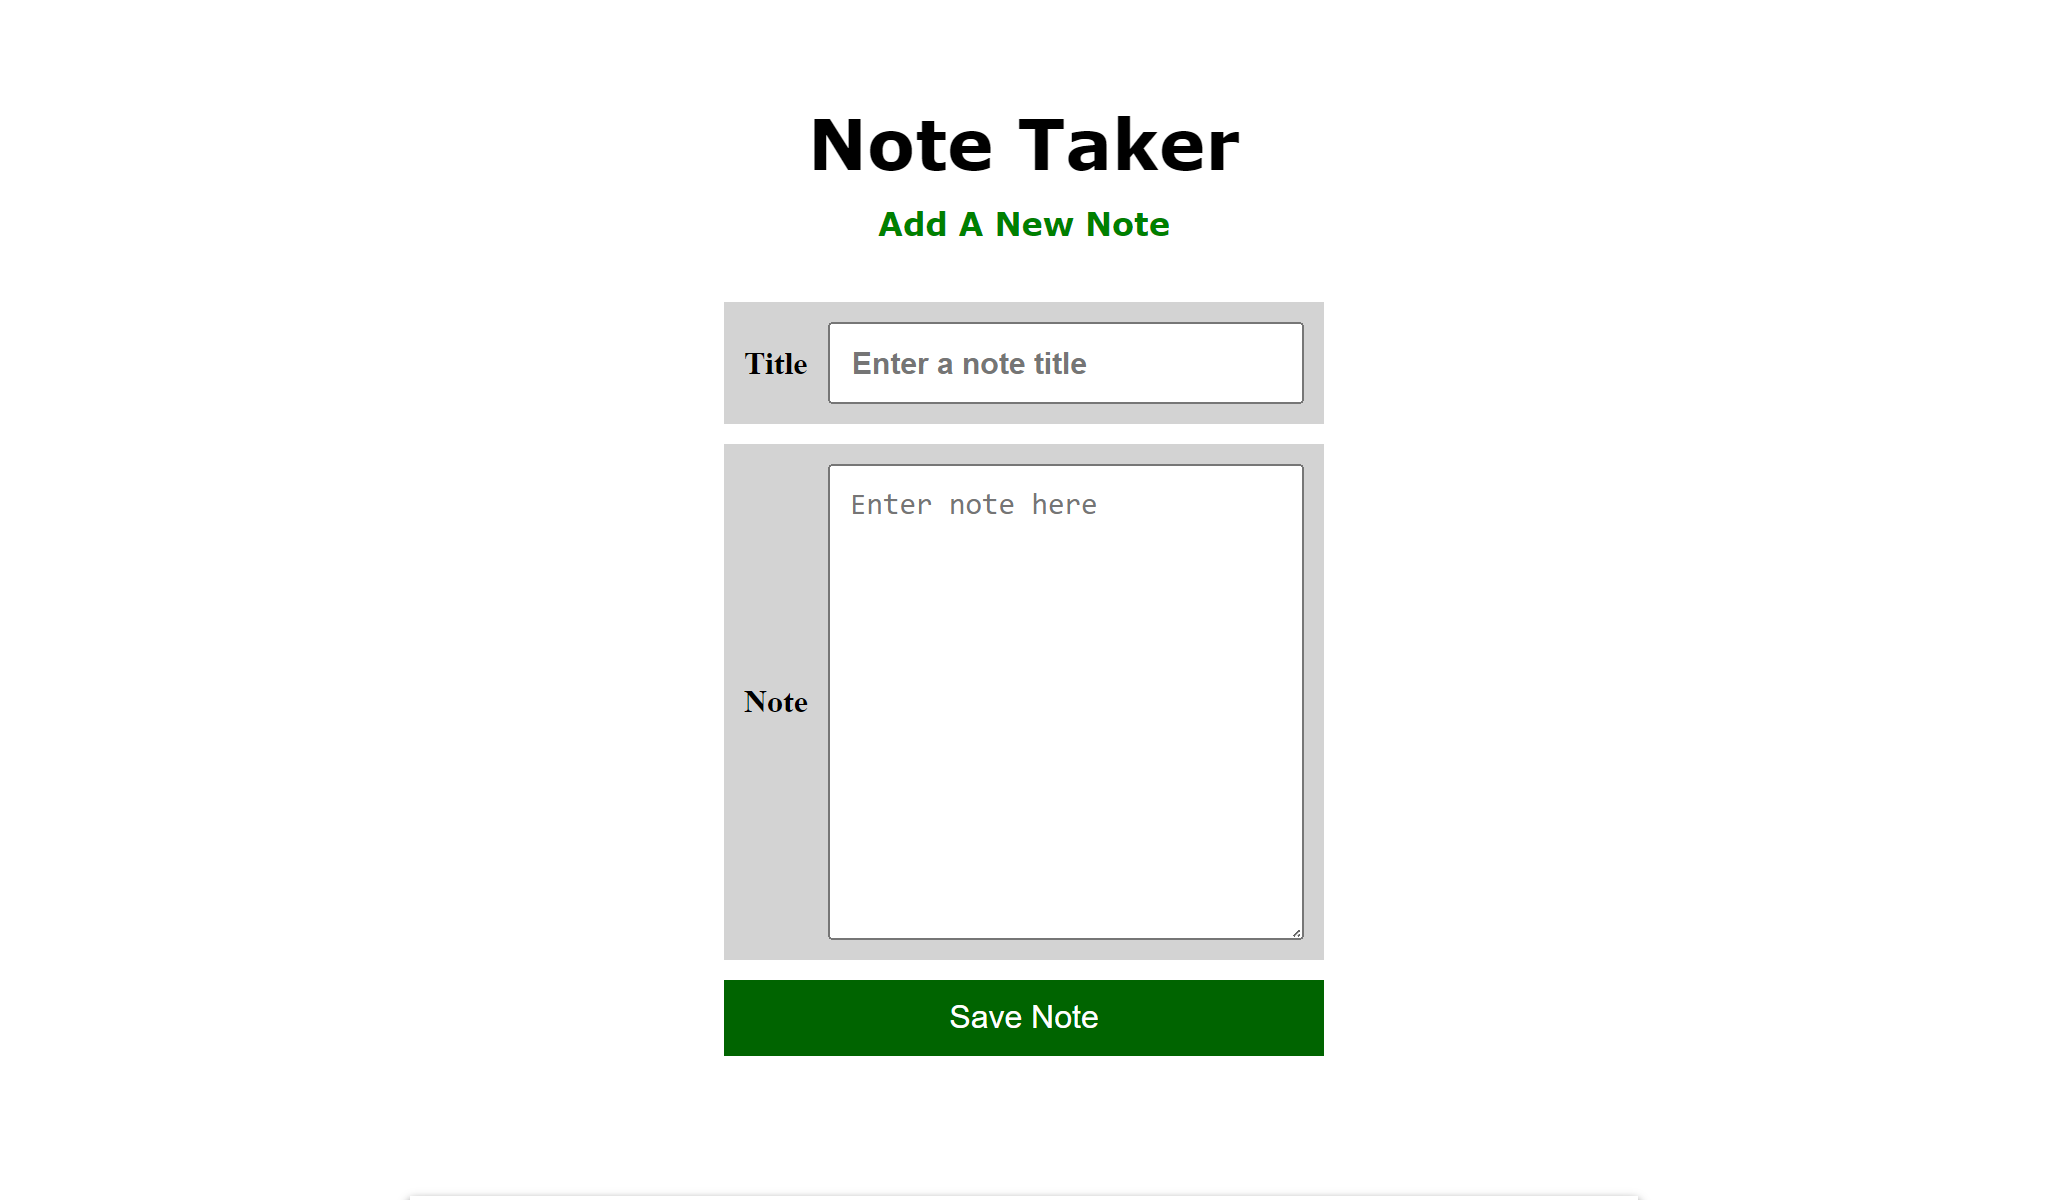 Note Taker
Add A New Note
Title
Enter a note title
Note
Enter note here
Save Note